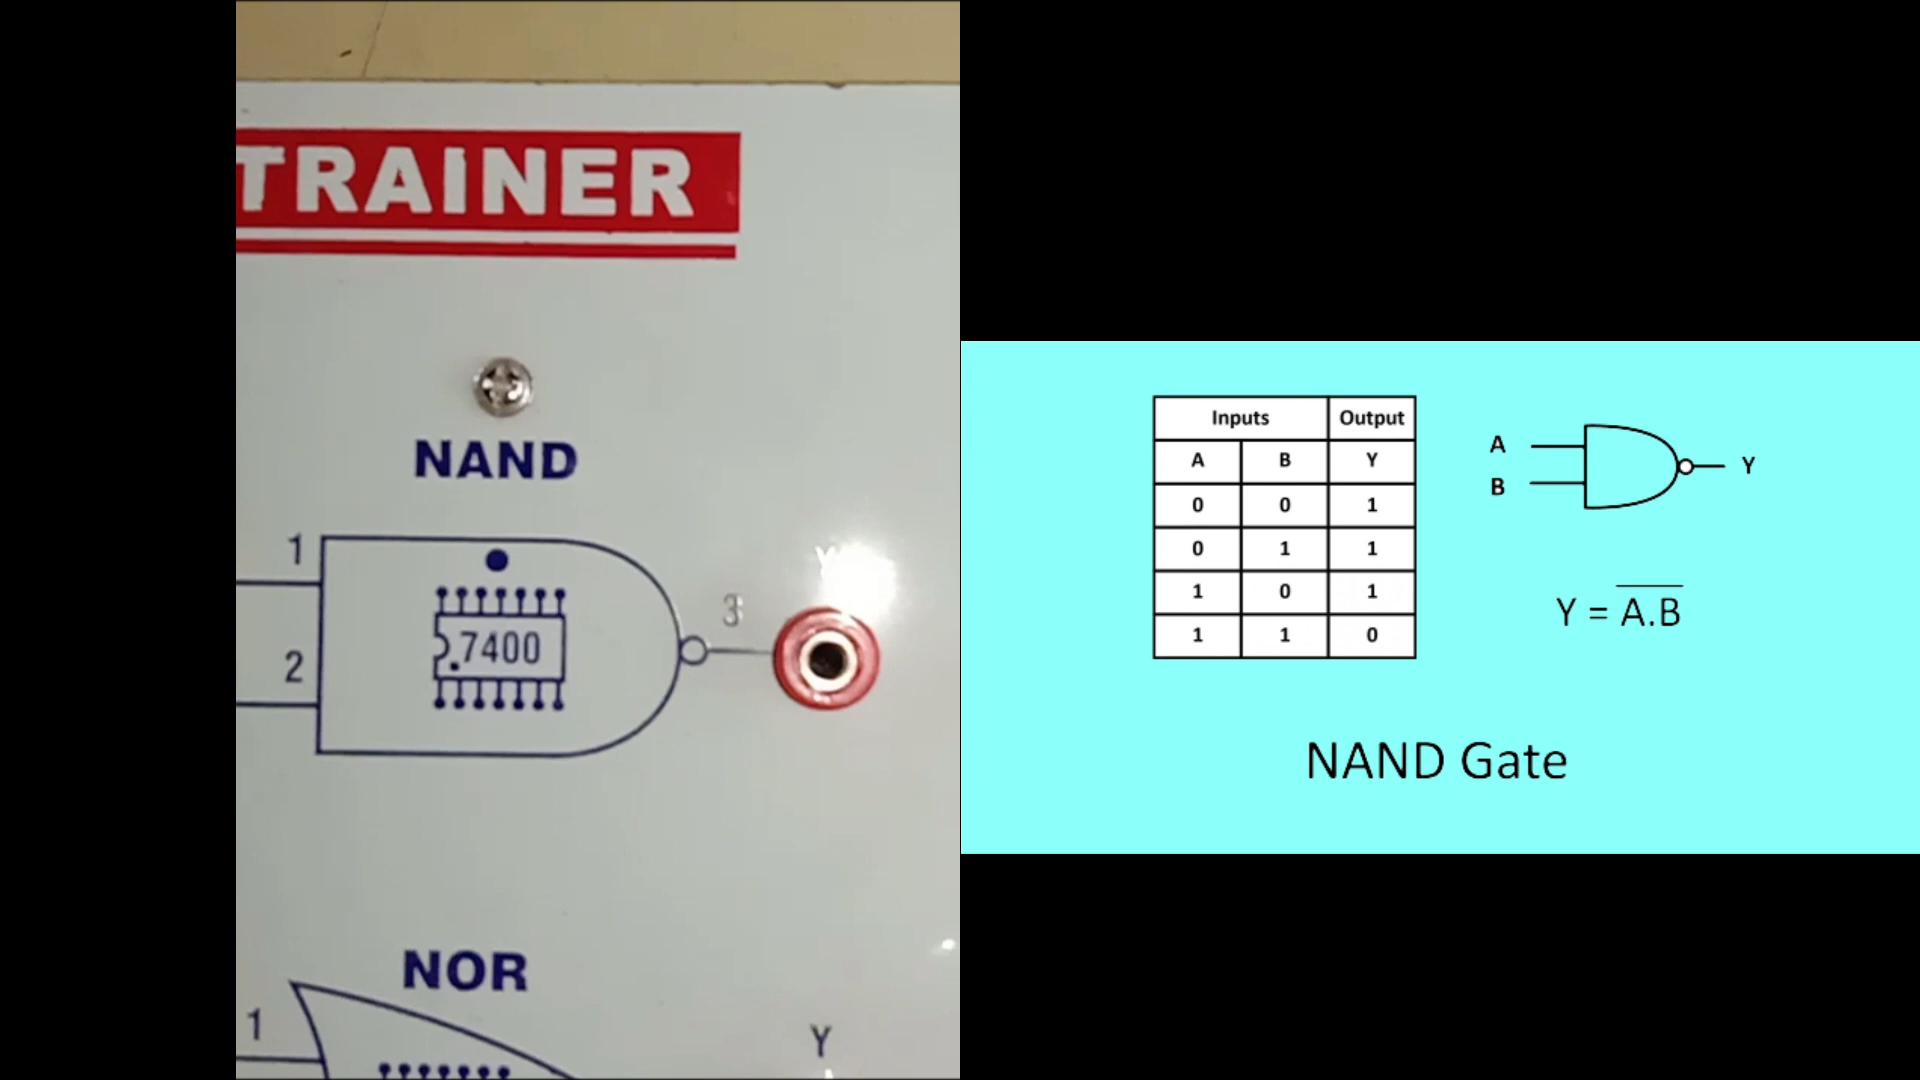 TRAINER
NAND
1
2
7400
3
Y
NOR
1
Y
Inputs Output
A B Y
0 0 1
0 1 1
1 0 1
1 1 0
A
B
Y
Y = A.B
NAND Gate